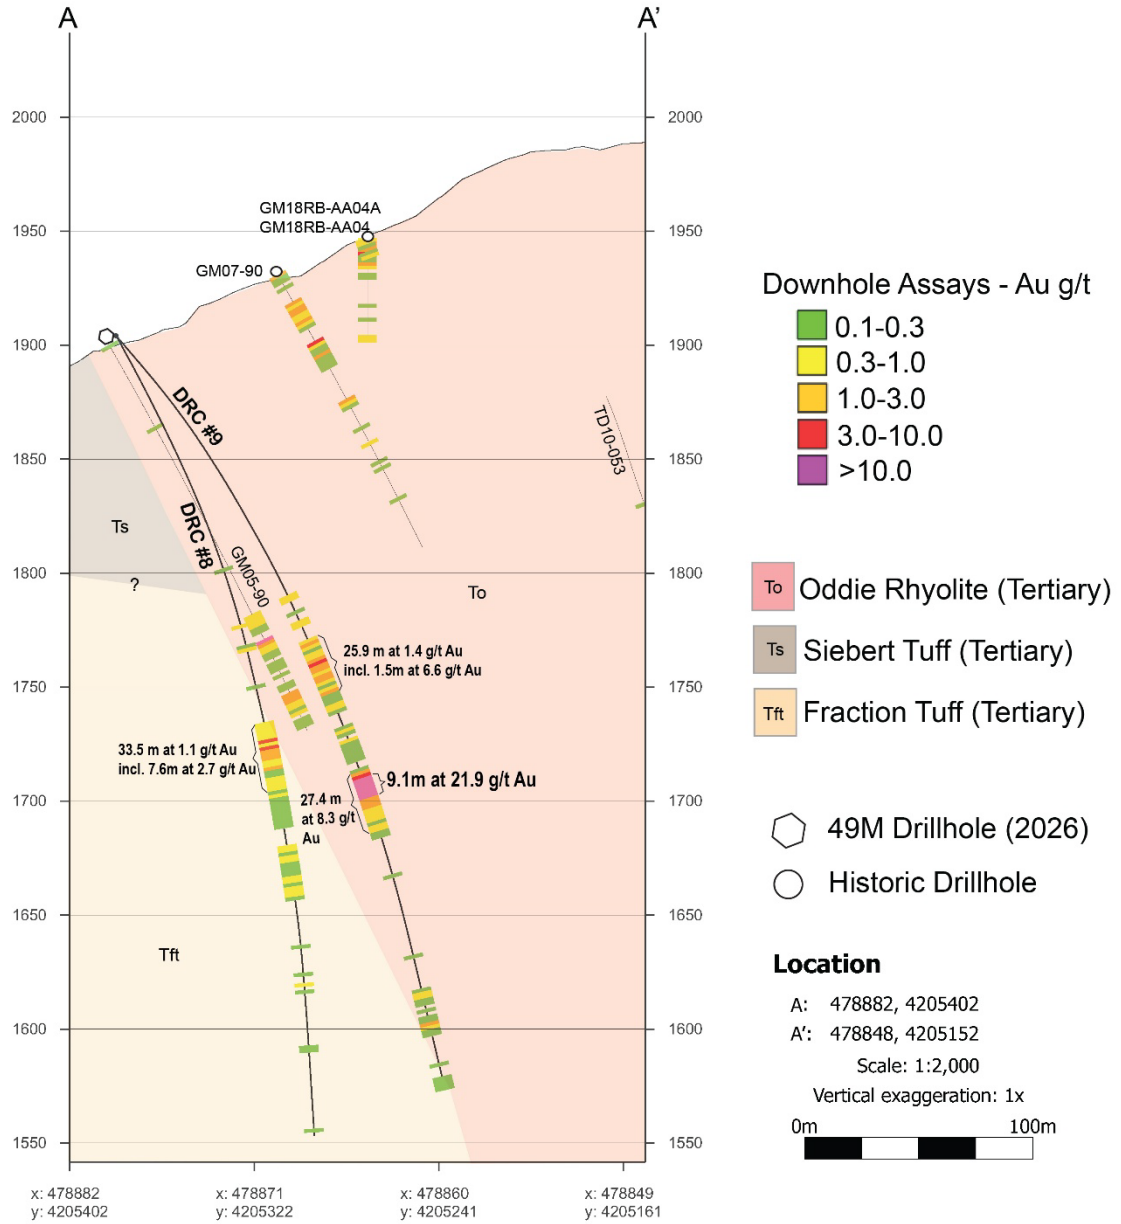 A
A'
2000
2000
GM18RB-AA04A
GM18RB-AA04
1950
1950
GM07-90
1900
1900
DRC #9
TD10-053
1850
1850
Ts
DRC #8
GM05-90
1800
1800
?
To
25.9 m at 1.4 g/t Au
incl. 1.5m at 6.6 g/t Au
1750
1750
33.5 m at 1.1 g/t Au
incl. 7.6m at 2.7 g/t Au
9.1m at 21.9 g/t Au
27.4 m
at 8.3 g/t
Au
1700
1700
1650
1650
Tft
1600
1600
1550
1550
x: 478882
y: 4205402
x: 478871
y: 4205322
x: 478860
y: 4205241
x: 478849
y: 4205161
Downhole Assays - Au g/t
0.1-0.3
0.3-1.0
1.0-3.0
3.0-10.0
>10.0
To Oddie Rhyolite (Tertiary)
Ts Siebert Tuff (Tertiary)
Tft Fraction Tuff (Tertiary)
49M Drillhole (2026)
Historic Drillhole
Location
A: 478882, 4205402
A': 478848, 4205152
Scale: 1:2,000
Vertical exaggeration: 1x
0m 100m